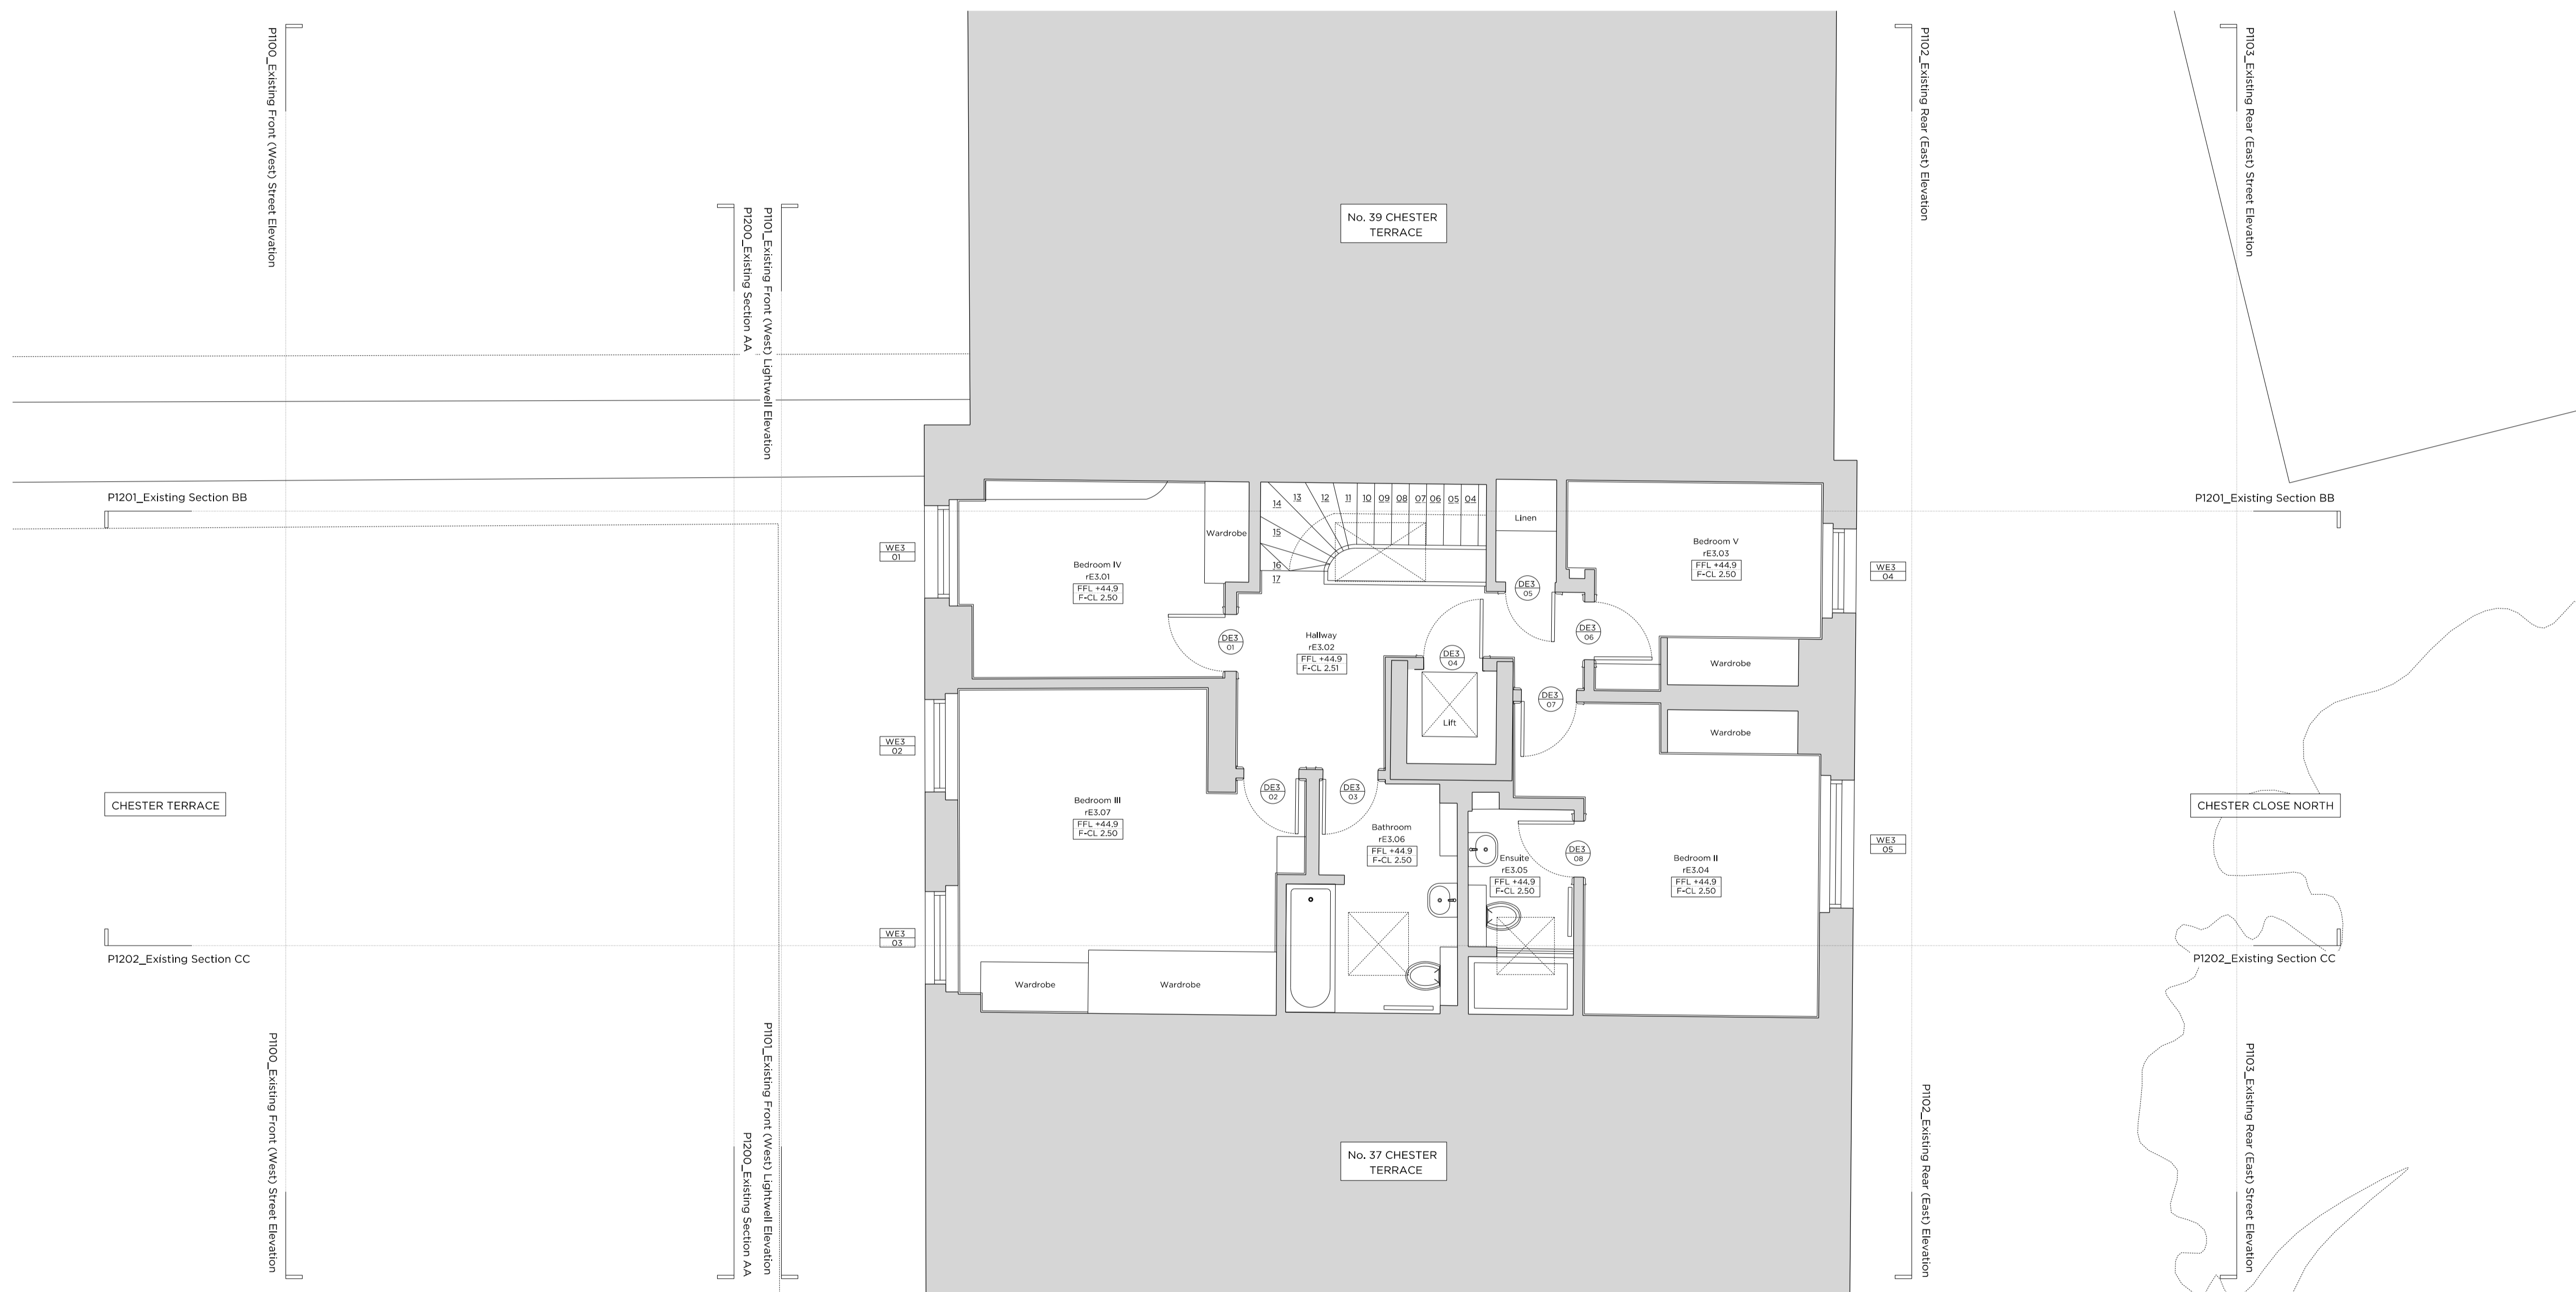 P1100_Existing Front (West) Street Elevation
P1200_Existing Section AA
P1101_Existing Front (West) Lightwell Elevation
P1102_Existing Rear (East) Elevation
P1103_Existing Rear (East) Street Elevation
No. 39 CHESTER
TERRACE
P1201_Existing Section BB
P1201_Existing Section BB
WE3
01
Bedroom IV
rE3.01
FFL +44.9
F-CL 2.50
Wardrobe
14
13
12
11
10
09
08
07
06
05
04
15
16
17
Linen
Bedroom V
rE3.03
FFL +44.9
F-CL 2.50
WE3
04
DE3
05
DE3
06
DE3
01
Hallway
rE3.02
FFL +44.9
F-CL 2.51
DE3
04
Wardrobe
DE3
07
Lift
Wardrobe
WE3
02
CHESTER TERRACE
Bedroom III
rE3.07
FFL +44.9
F-CL 2.50
DE3
02
DE3
03
Bathroom
rE3.06
FFL +44.9
F-CL 2.50
Ensuite
rE3.05
FFL +44.9
F-CL 2.50
DE3
08
Bedroom II
rE3.04
FFL +44.9
F-CL 2.50
WE3
05
CHESTER CLOSE NORTH
WE3
03
P1202_Existing Section CC
P1202_Existing Section CC
Wardrobe
Wardrobe
P1100_Existing Front (West) Street Elevation
P1200_Existing Section AA
P1101_Existing Front (West) Lightwell Elevation
No. 37 CHESTER
TERRACE
P1102_Existing Rear (East) Elevation
P1103_Existing Rear (East) Street Elevation